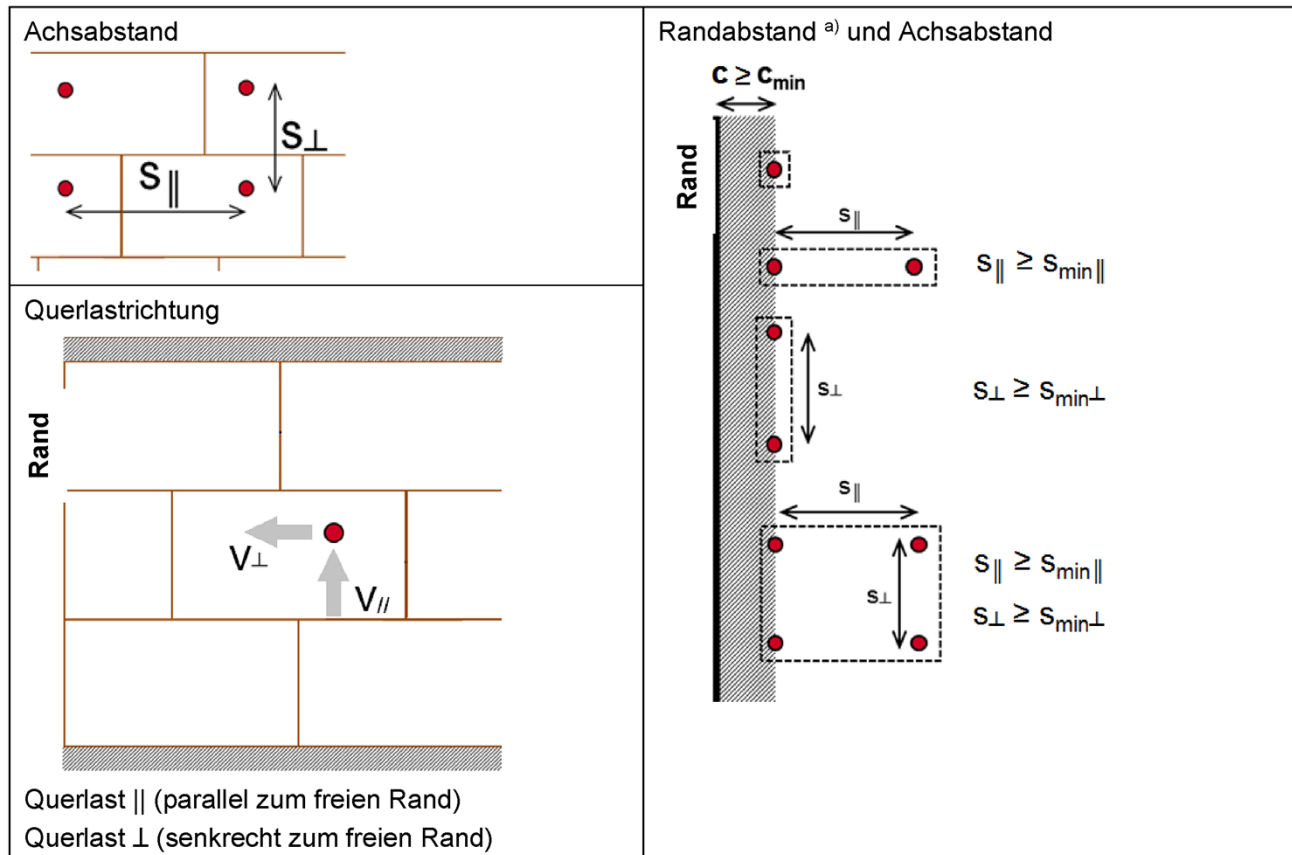 Achsabstand
S⊥
S||
Querlastrichtung
Rand
V⊥
V//
Querlast || (parallel zum freien Rand)
Querlast ⊥ (senkrecht zum freien Rand)
Randabstand a) und Achsabstand
c ≥ cmin
Rand
s||
s|| ≥ smin||
s⊥
s⊥ ≥ smin⊥
s||
s⊥
s|| ≥ smin||
s⊥ ≥ smin⊥